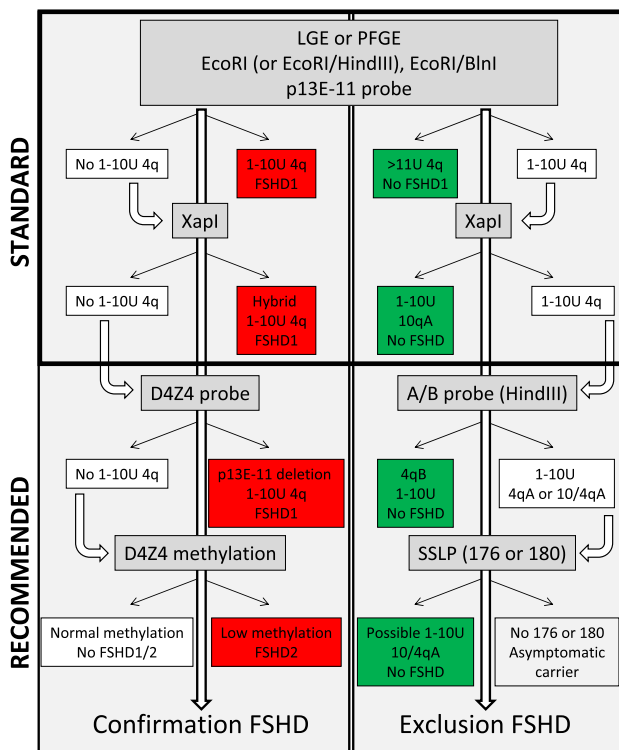 LGE or PFGE
EcoRI (or EcoRI/HindIII), EcoRI/BlnI
p13E-11 probe
STANDARD
No 1-10U 4q
1-10U 4q
FSHD1
>11U 4q
No FSHD1
1-10U 4q
XapI
XapI
No 1-10U 4q
Hybrid
1-10U 4q
FSHD1
1-10U
10qA
No FSHD
1-10U 4q
RECOMMENDED
D4Z4 probe
A/B probe (HindIII)
No 1-10U 4q
p13E-11 deletion
1-10U 4q
FSHD1
4qB
1-10U
No FSHD
1-10U
4qA or 10/4qA
D4Z4 methylation
SSLP (176 or 180)
Normal methylation
No FSHD1/2
Low methylation
FSHD2
Possible 1-10U
10/4qA
No FSHD
No 176 or 180
Asymptomatic
carrier
Confirmation FSHD
Exclusion FSHD